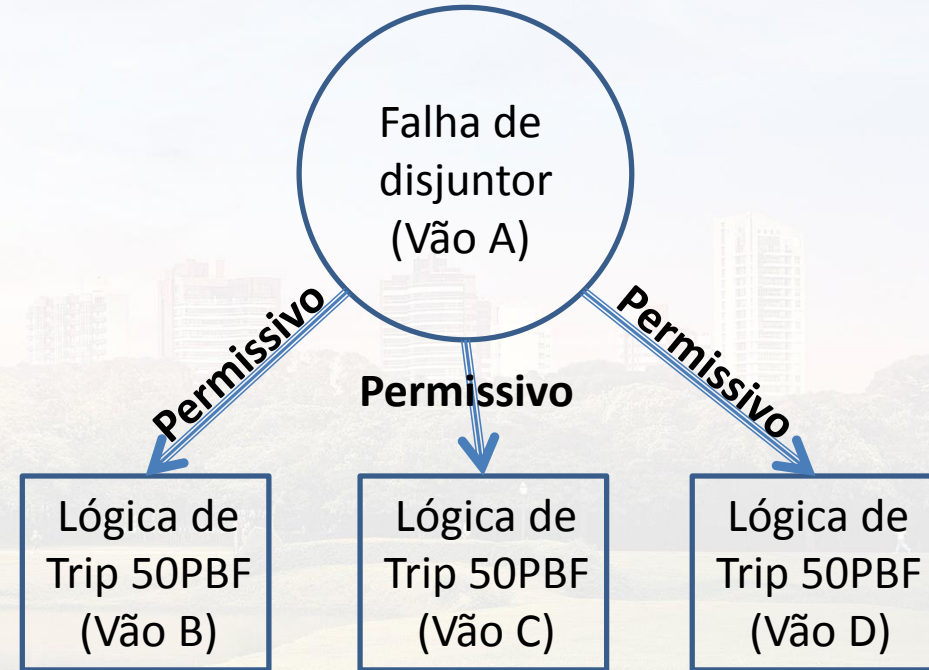 Falha de
disjuntor
(Vão A)
Permissivo
Permissivo
Permissivo
Lógica de
Trip 50PBF
(Vão B)
Lógica de
Trip 50PBF
(Vão C)
Lógica de
Trip 50PBF
(Vão D)